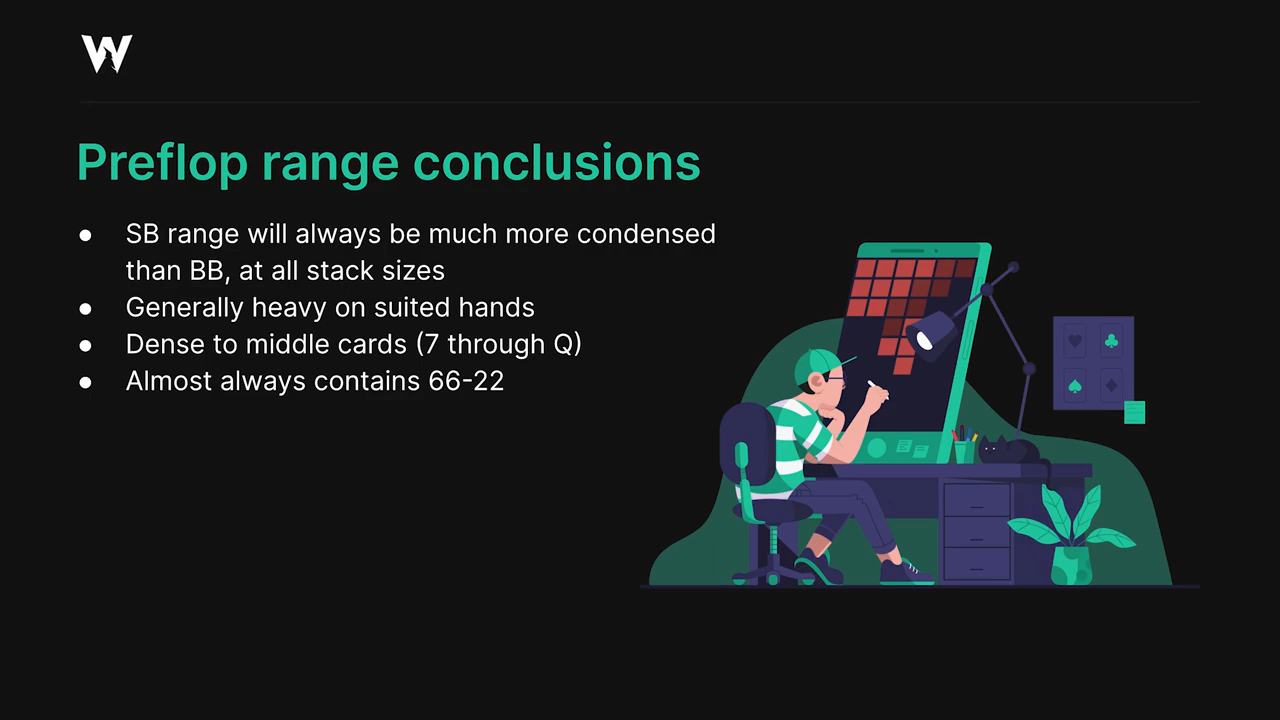 W
Preflop range conclusions
● SB range will always be much more condensed
than BB, at all stack sizes
● Generally heavy on suited hands
● Dense to middle cards (7 through Q)
● Almost always contains 66-22